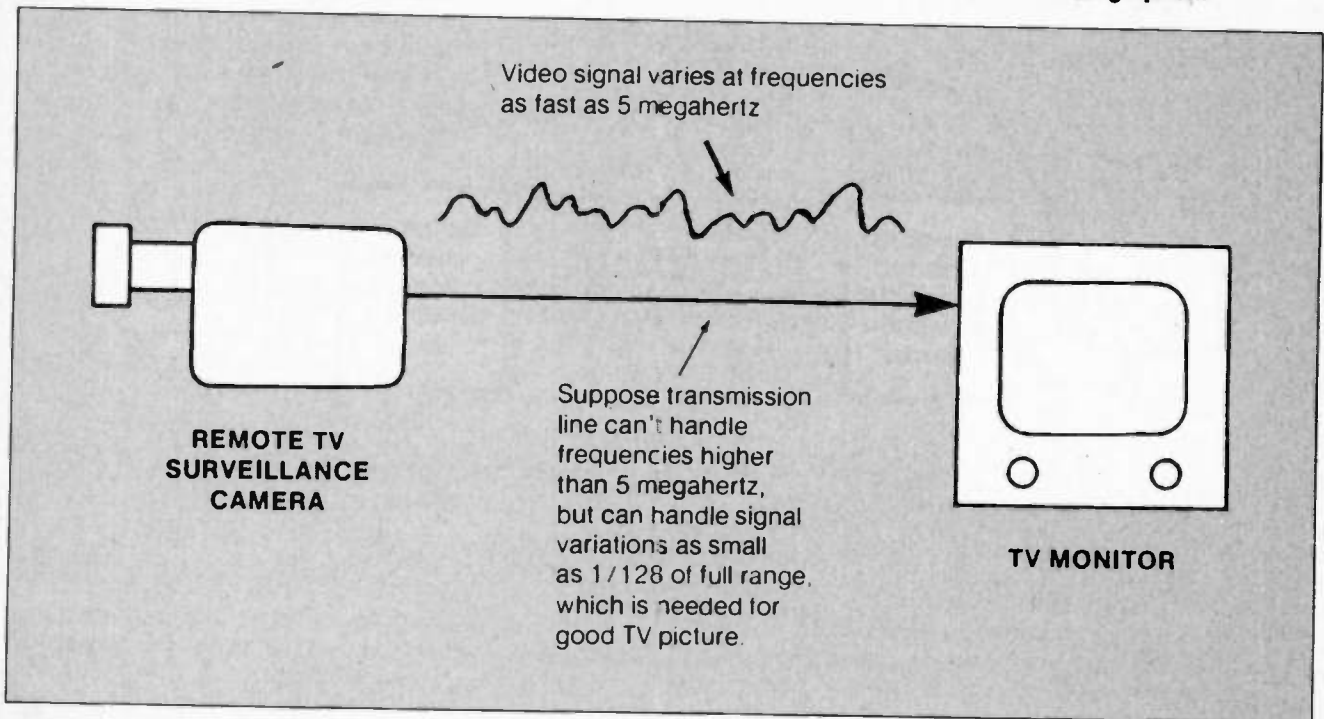 Video signal varies at frequencies
as fast as 5 megahertz
Suppose transmission
line can't handle
frequencies higher
than 5 megahertz,
but can handle signal
variations as small
as 1/128 of full range,
which is needed for
good TV picture.
REMOTE TV
SURVEILLANCE
CAMERA
TV MONITOR